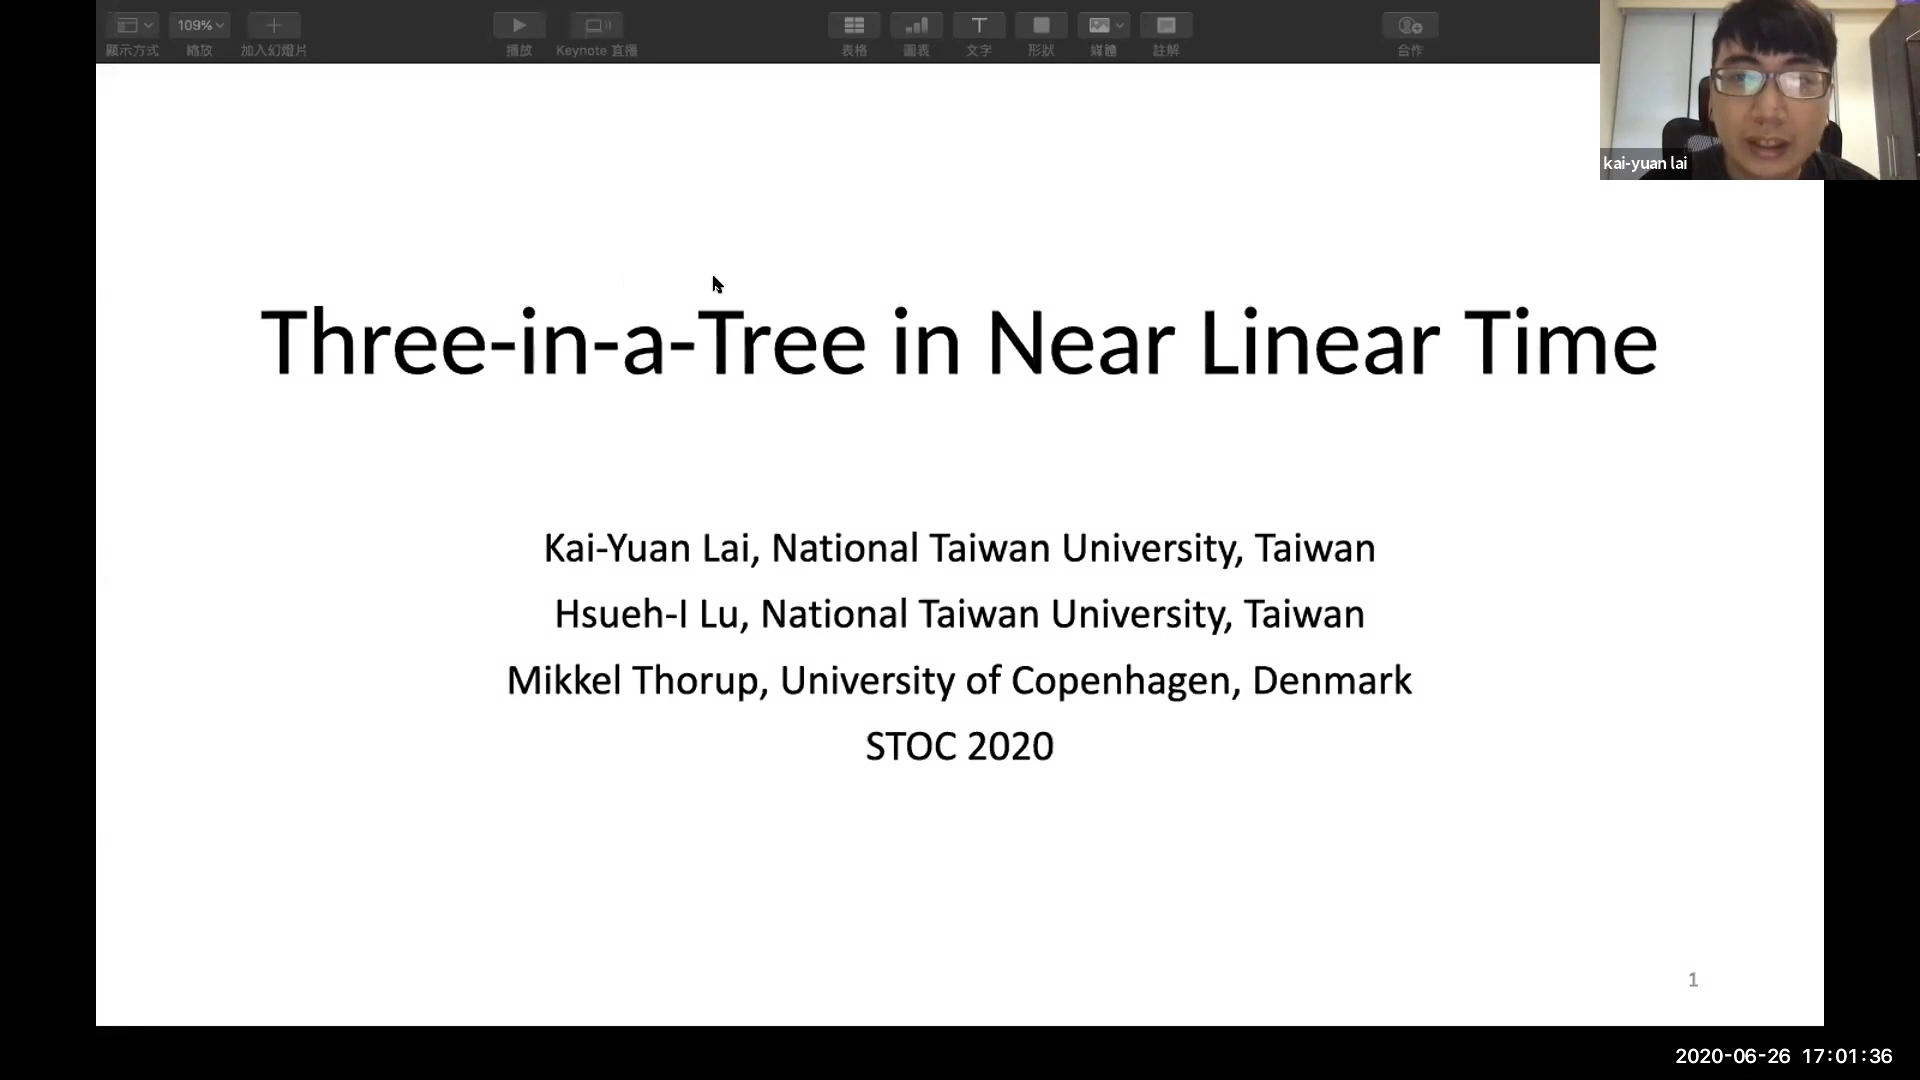 109%
顯示方式 縮放 加入幻燈片 播放 Keynote 直播 表格 圖表 文字 形狀 媒體 註解 合作
kai-yuan lai
Three-in-a-Tree in Near Linear Time
Kai-Yuan Lai, National Taiwan University, Taiwan
Hsueh-I Lu, National Taiwan University, Taiwan
Mikkel Thorup, University of Copenhagen, Denmark
STOC 2020
1
2020-06-26 17:01:36